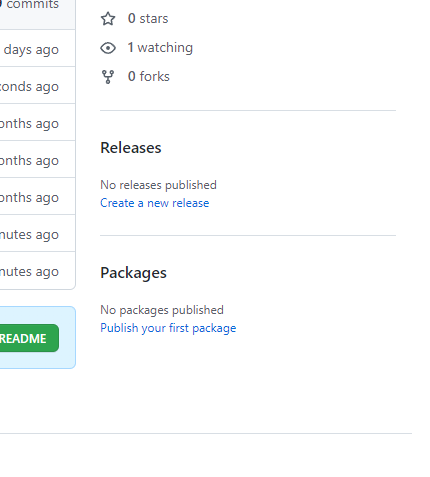 commits
0 stars
days ago
1 watching
onds ago
0 forks
onths ago
Releases
onths ago
No releases published
onths ago
Create a new release
nutes ago
nutes ago
Packages
No packages published
Publish your first package
README